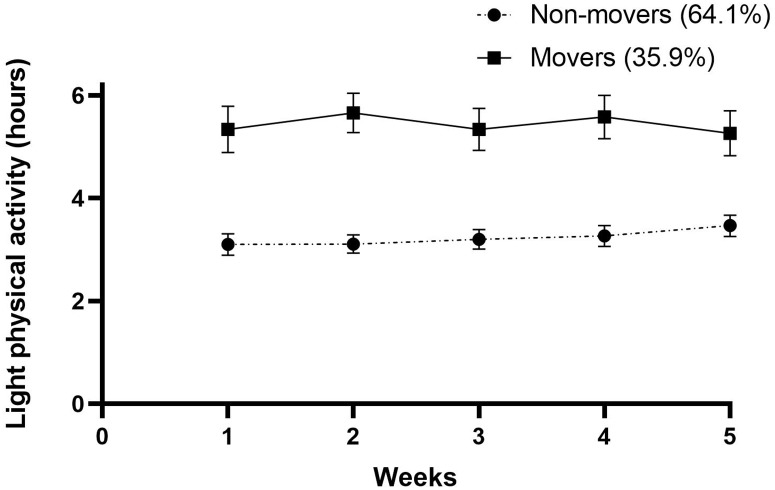 Non-movers (64.1%)
Movers (35.9%)
Light physical activity (hours)
6
4
2
0
0 1 2 3 4 5
Weeks